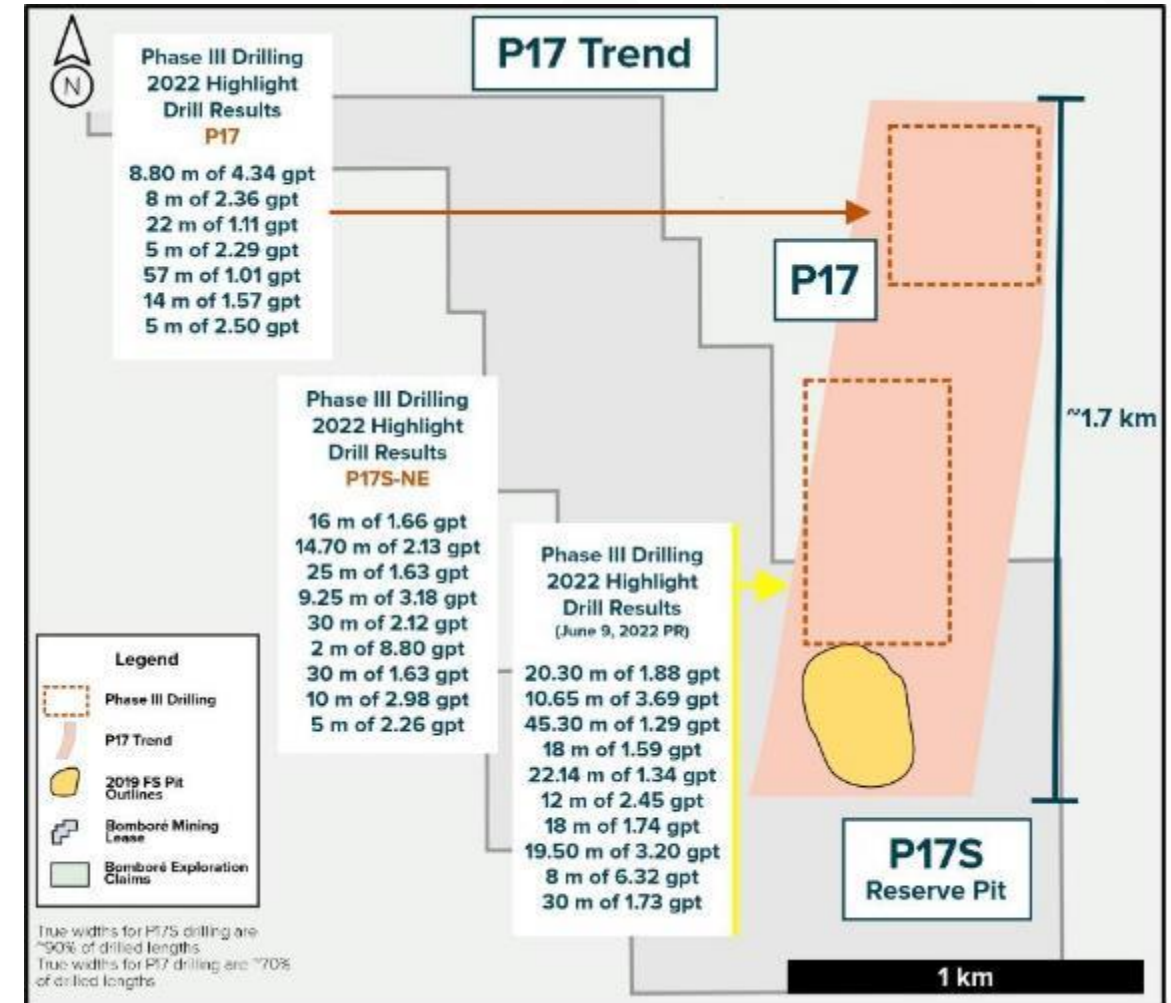 P17 Trend
N
Phase III Drilling
2022 Highlight
Drill Results
P17
8.80 m of 4.34 gpt
8 m of 2.36 gpt
22 m of 1.11 gpt
5 m of 2.29 gpt
57 m of 1.01 gpt
14 m of 1.57 gpt
5 m of 2.50 gpt
P17
~1.7 km
Phase III Drilling
2022 Highlight
Drill Results
P17S-NE
16 m of 1.66 gpt
14.70 m of 2.13 gpt
25 m of 1.63 gpt
9.25 m of 3.18 gpt
30 m of 2.12 gpt
2 m of 8.80 gpt
30 m of 1.63 gpt
10 m of 2.98 gpt
5 m of 2.26 gpt
Phase III Drilling
2022 Highlight
Drill Results
(June 9, 2022 PR)
20.30 m of 1.88 gpt
10.65 m of 3.69 gpt
45.30 m of 1.29 gpt
18 m of 1.59 gpt
22.14 m of 1.34 gpt
12 m of 2.45 gpt
18 m of 1.74 gpt
19.50 m of 3.20 gpt
8 m of 6.32 gpt
30 m of 1.73 gpt
P17S
Reserve Pit
Legend
Phase III Drilling
P17 Trend
2019 FS Pit
Outlines
Bomboré Mining
Lease
Bomboré Exploration
Claims
True widths for P17S drilling are
~90% of drilled lengths
True widths for P17 drilling are ~70%
of drilled lengths
1 km